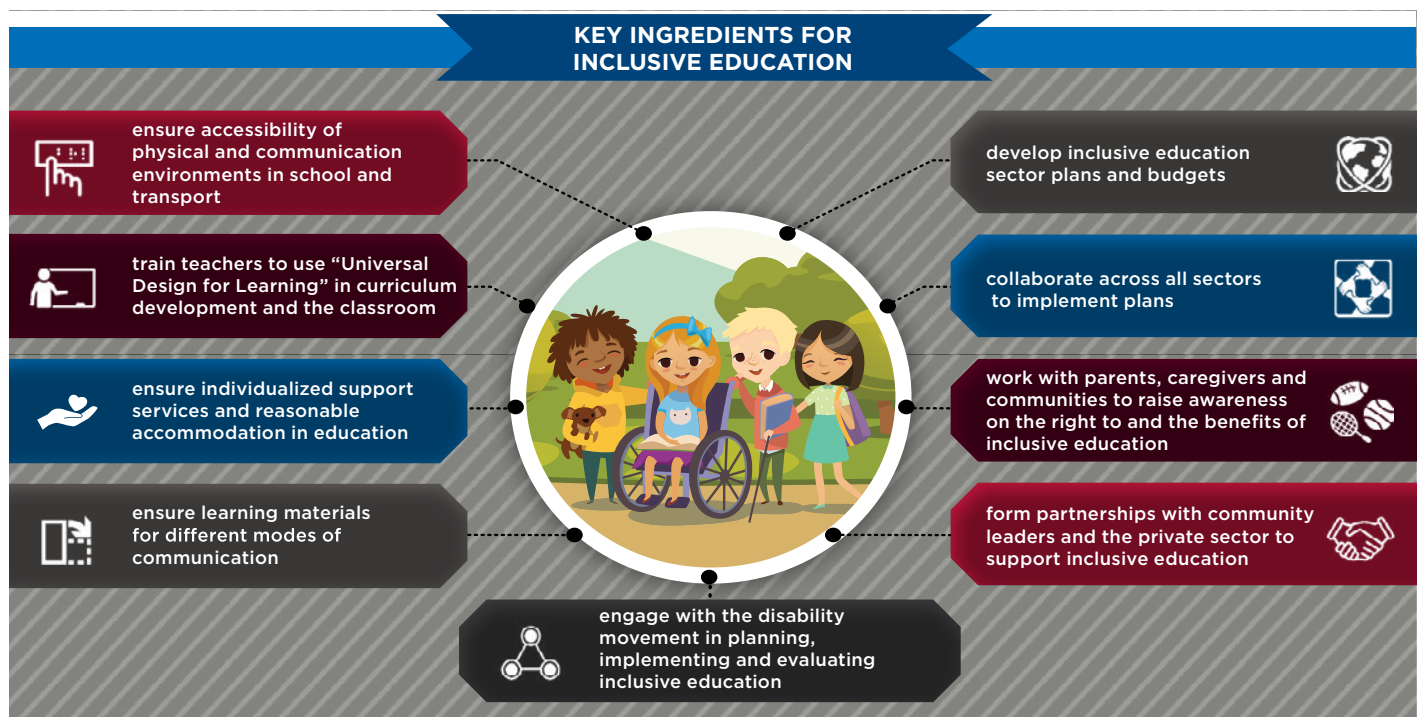 KEY INGREDIENTS FOR
INCLUSIVE EDUCATION
ensure accessibility of
physical and communication
environments in school and
transport
train teachers to use “Universal
Design for Learning” in curriculum
development and the classroom
ensure individualized support
services and reasonable
accommodation in education
ensure learning materials
for different modes of
communication
develop inclusive education
sector plans and budgets
collaborate across all sectors
to implement plans
work with parents, caregivers and
communities to raise awareness
on the right to and the benefits of
inclusive education
form partnerships with community
leaders and the private sector to
support inclusive education
engage with the disability
movement in planning,
implementing and evaluating
inclusive education